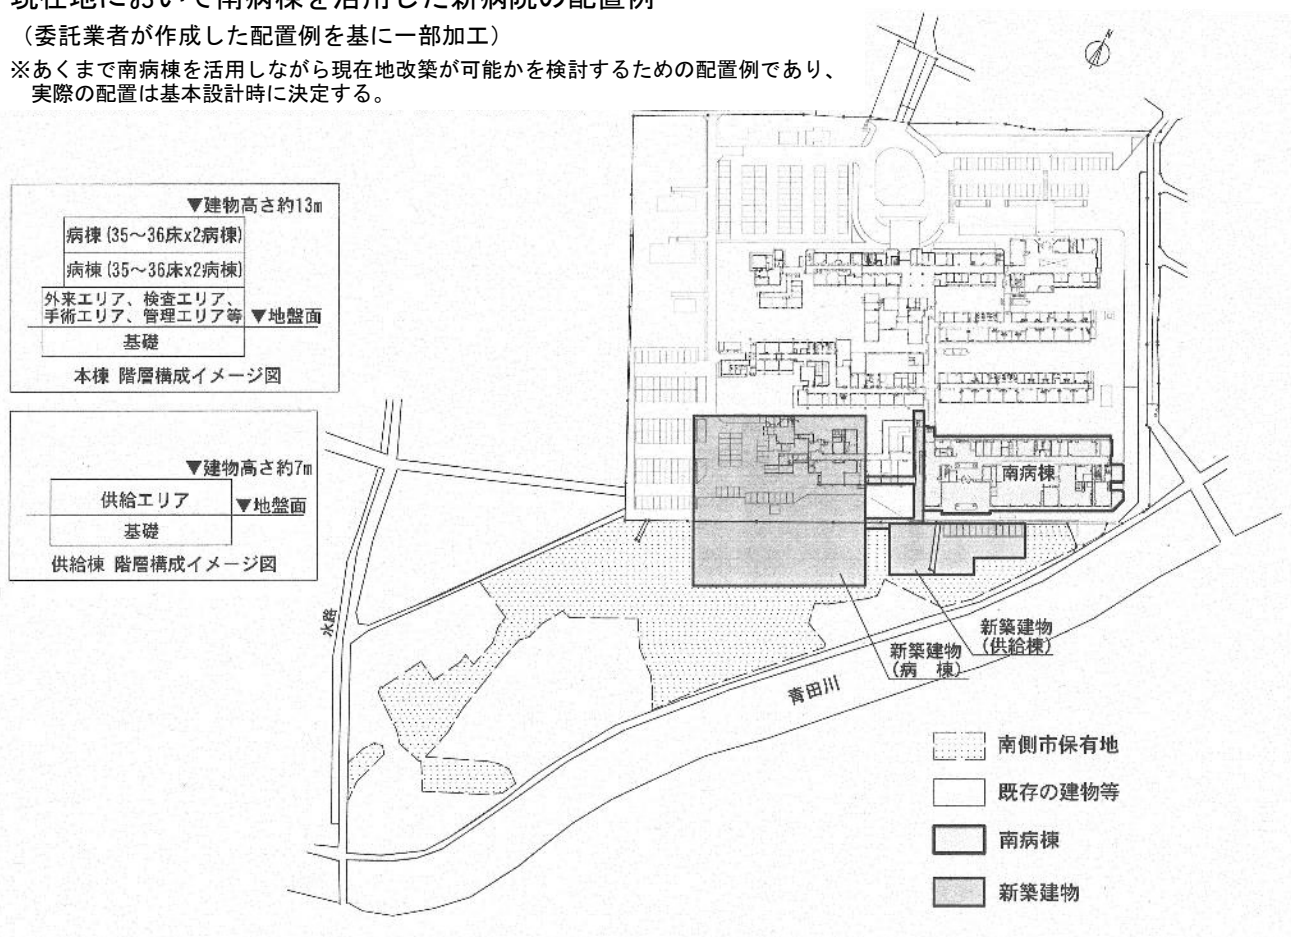 現在地において南病棟を活用した新病院の配置例
（委託業者が作成した配置例を基に一部加工）
※あくまで南病棟を活用しながら現在地改築が可能かを検討するための配置例であり、
実際の配置は基本設計時に決定する。
N
▼建物高さ約13m
病棟(35～36床x2病棟)
病棟(35～36床x2病棟)
外来エリア、検査エリア、
手術エリア、管理エリア等
▼地盤面
基礎
本棟 階層構成イメージ図
▼建物高さ約7m
供給エリア
▼地盤面
基礎
供給棟 階層構成イメージ図
南病棟
水路
新築建物
(供給棟)
新築建物
(病　棟)
青田川
南側市保有地
既存の建物等
南病棟
新築建物